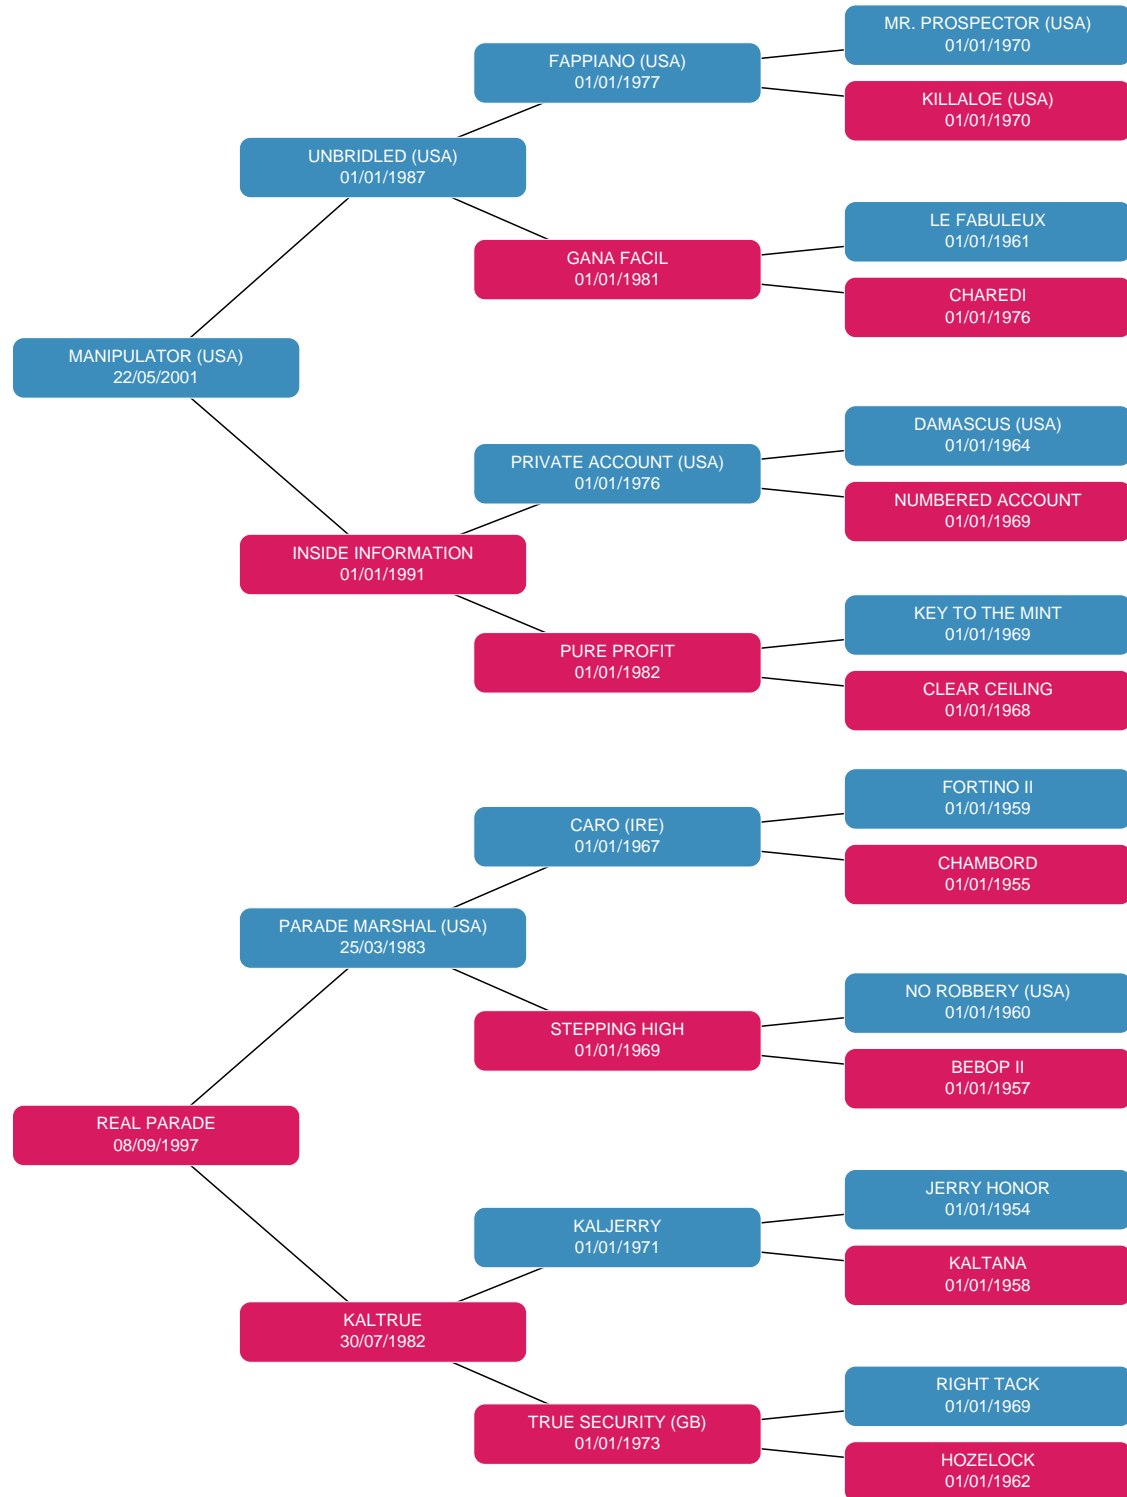 MR. PROSPECTOR (USA)
01/01/1970
FAPPIANO (USA)
01/01/1977
KILLALOE (USA)
01/01/1970
UNBRIDLED (USA)
01/01/1987
LE FABULEUX
01/01/1961
GANA FACIL
01/01/1981
CHAREDI
01/01/1976
MANIPULATOR (USA)
22/05/2001
DAMASCUS (USA)
01/01/1964
PRIVATE ACCOUNT (USA)
01/01/1976
NUMBERED ACCOUNT
01/01/1969
INSIDE INFORMATION
01/01/1991
KEY TO THE MINT
01/01/1969
PURE PROFIT
01/01/1982
CLEAR CEILING
01/01/1968
FORTINO II
01/01/1959
CARO (IRE)
01/01/1967
CHAMBORD
01/01/1955
PARADE MARSHAL (USA)
25/03/1983
NO ROBBERY (USA)
01/01/1960
STEPPING HIGH
01/01/1969
BEBOP II
01/01/1957
REAL PARADE
08/09/1997
JERRY HONOR
01/01/1954
KALJERRY
01/01/1971
KALTANA
01/01/1958
KALTRUE
30/07/1982
RIGHT TACK
01/01/1969
TRUE SECURITY (GB)
01/01/1973
HOZELOCK
01/01/1962